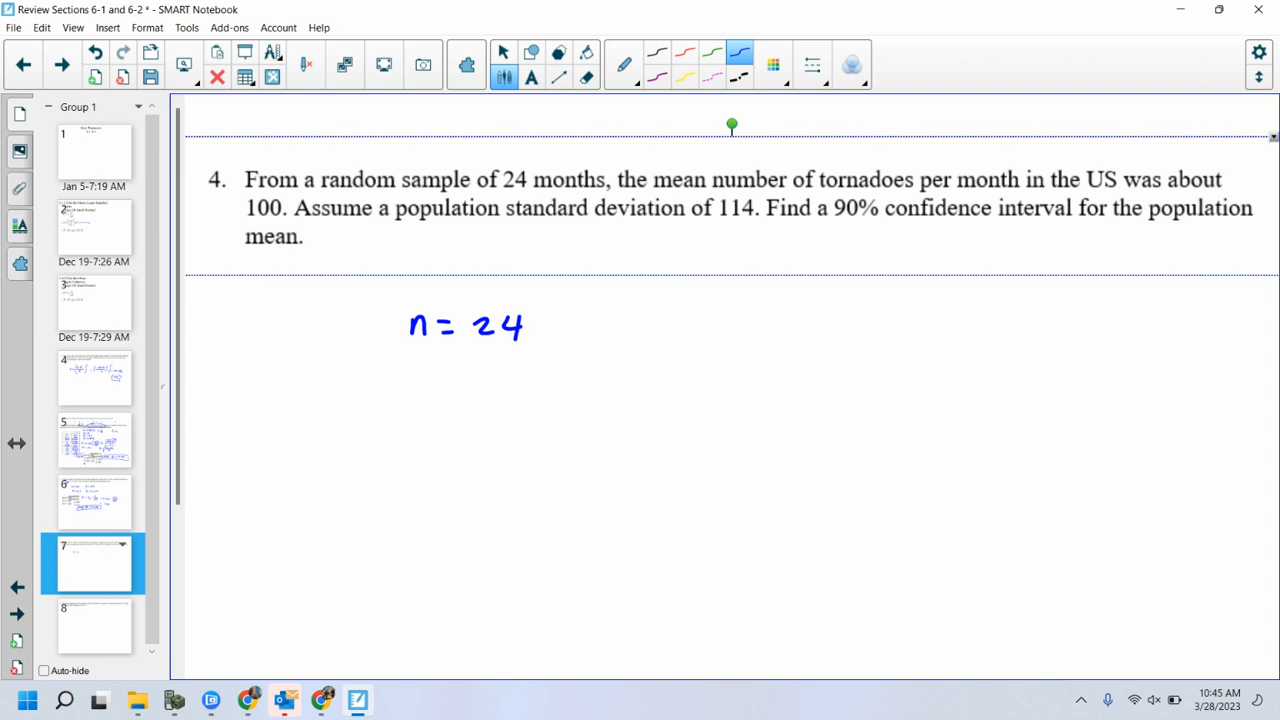 Review Sections 6-1 and 6-2 * - SMART Notebook
File Edit View Insert Format Tools Add-ons Account Help
Group 1
1
Jan 5-7:19 AM
2
Dec 19-7:26 AM
3
Dec 19-7:29 AM
4
5
6
7
8
Auto-hide
4. From a random sample of 24 months, the mean number of tornadoes per month in the US was about
100. Assume a population standard deviation of 114. Find a 90% confidence interval for the population
mean.
n = 24
10:45 AM
3/28/2023